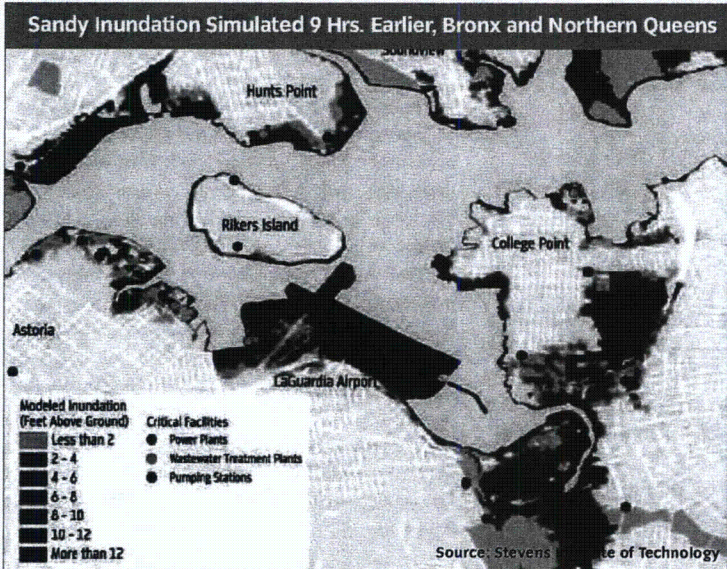 Sandy Inundation Simulated 9 Hrs. Earlier, Bronx and Northern Queens
Soundview
Hunts Point
Rikers Island
College Point
Astoria
LaGuardia Airport
Modeled Inundation
(Feet Above Ground)
Less than 2
2 - 4
4 - 6
6 - 8
8 - 10
10 - 12
More than 12
Critical Facilities
Power Plants
Wastewater Treatment Plants
Pumping Stations
Source: Stevens Institute of Technology